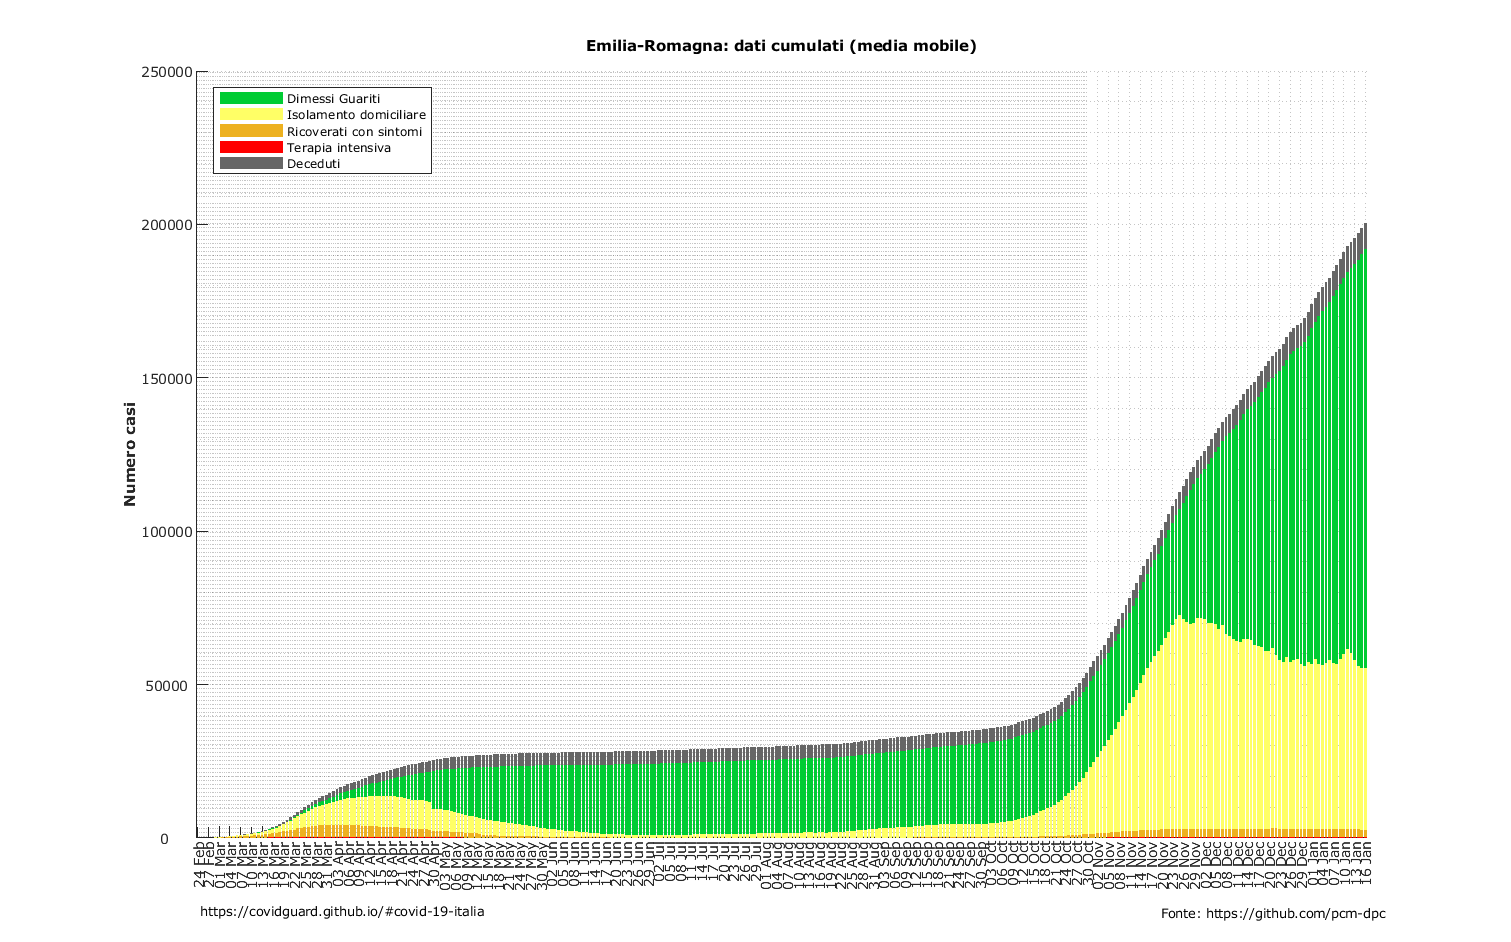 Emilia-Romagna: dati cumulati (media mobile)
250000
200000
150000
100000
50000
0
Numero casi
Dimessi Guariti
Isolamento domiciliare
Ricoverati con sintomi
Terapia intensiva
Deceduti
24 Feb
27 Feb
01 Mar
04 Mar
07 Mar
10 Mar
13 Mar
16 Mar
19 Mar
22 Mar
25 Mar
28 Mar
31 Mar
03 Apr
06 Apr
09 Apr
12 Apr
15 Apr
18 Apr
21 Apr
24 Apr
27 Apr
30 Apr
03 May
06 May
09 May
12 May
15 May
18 May
21 May
24 May
27 May
30 May
02 Jun
05 Jun
08 Jun
11 Jun
14 Jun
17 Jun
20 Jun
23 Jun
26 Jun
29 Jun
02 Jul
05 Jul
08 Jul
11 Jul
14 Jul
17 Jul
20 Jul
23 Jul
26 Jul
29 Jul
01 Aug
04 Aug
07 Aug
10 Aug
13 Aug
16 Aug
19 Aug
22 Aug
25 Aug
28 Aug
31 Aug
03 Sep
06 Sep
09 Sep
12 Sep
15 Sep
18 Sep
21 Sep
24 Sep
27 Sep
30 Sep
03 Oct
06 Oct
09 Oct
12 Oct
15 Oct
18 Oct
21 Oct
24 Oct
27 Oct
30 Oct
02 Nov
05 Nov
08 Nov
11 Nov
14 Nov
17 Nov
20 Nov
23 Nov
26 Nov
29 Nov
02 Dec
05 Dec
08 Dec
11 Dec
14 Dec
17 Dec
20 Dec
23 Dec
26 Dec
29 Dec
01 Jan
04 Jan
07 Jan
10 Jan
13 Jan
16 Jan
https://covidguard.github.io/#covid-19-italia
Fonte: https://github.com/pcm-dpc